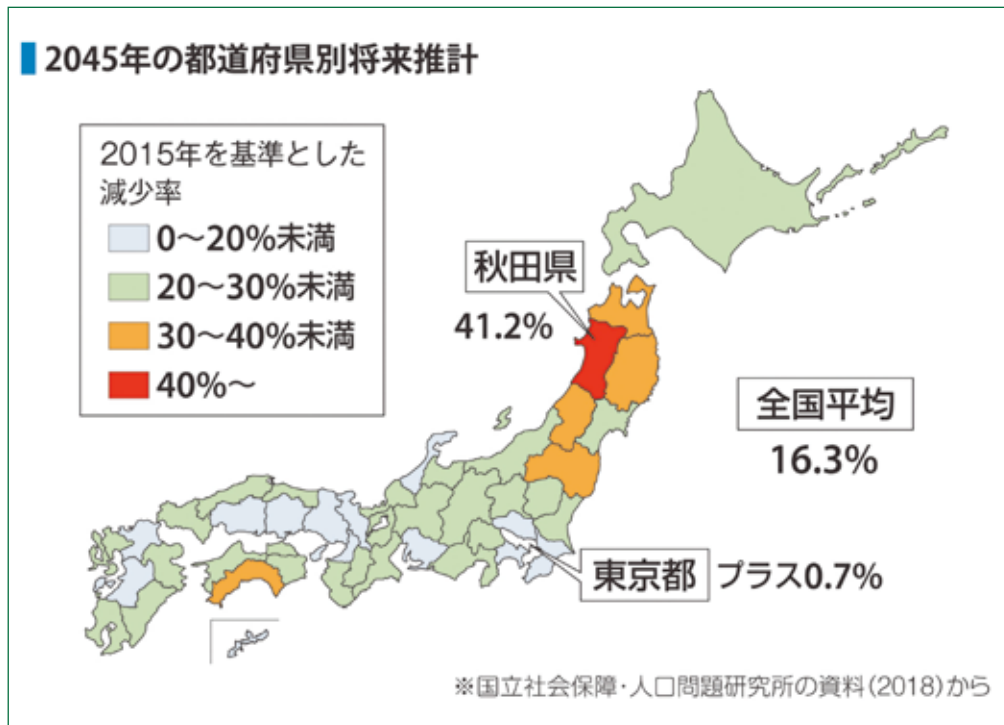 2045年の都道府県別将来推計
2015年を基準とした
減少率
0～20%未満
20～30%未満
30～40%未満
40%～
秋田県
41.2%
全国平均
16.3%
東京都 プラス0.7%
※国立社会保障・人口問題研究所の資料(2018)から